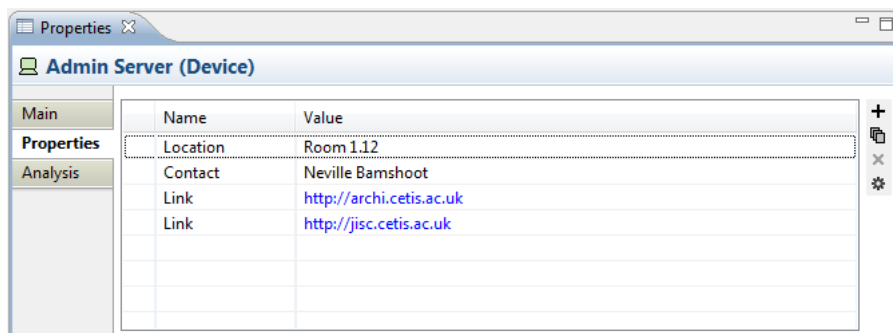 Properties
Admin Server (Device)
Main
Properties
Analysis
Name Value
Location Room 1.12
Contact Neville Bamshoot
Link http://archi.cetis.ac.uk
Link http://jisc.cetis.ac.uk